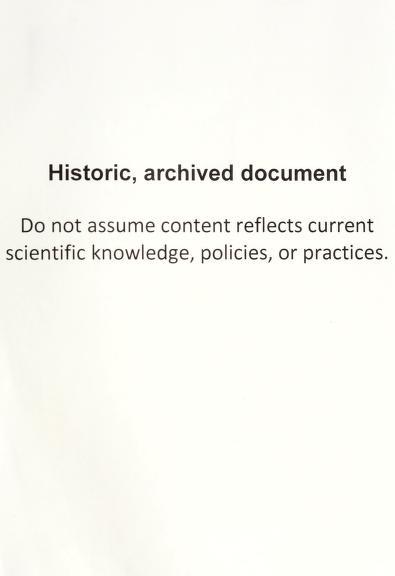 Historic, archived document
Do not assume content reflects current
scientific knowledge, policies, or practices.